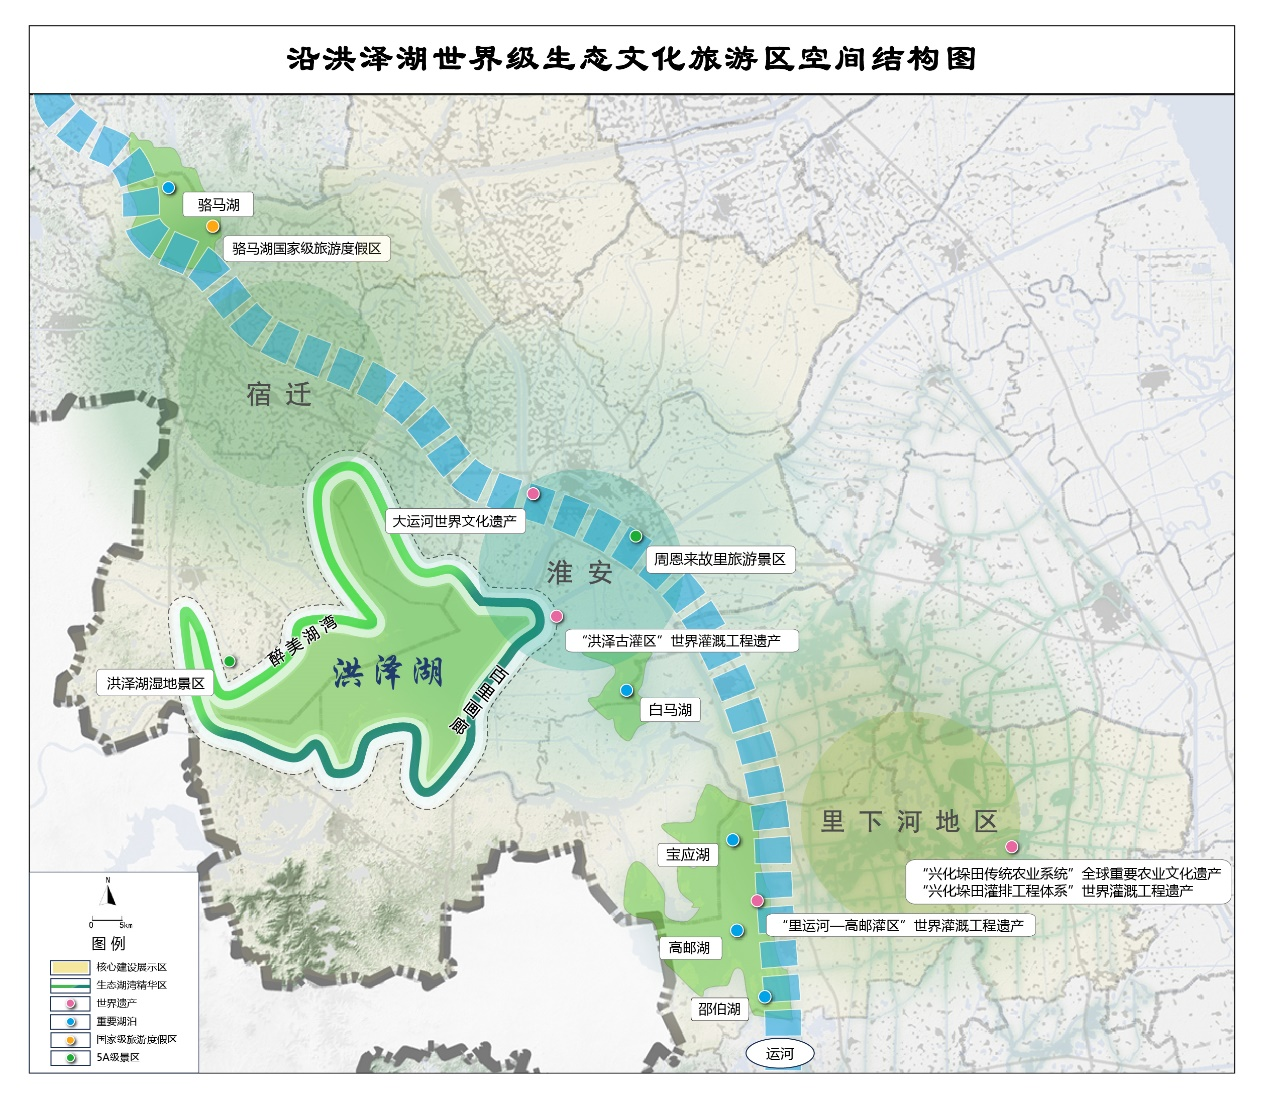 沿洪泽湖世界级生态文化旅游区空间结构图
骆马湖
骆马湖国家级旅游度假区
宿迁
大运河世界文化遗产
周恩来故里旅游景区
淮安
“洪泽古灌区”世界灌溉工程遗产
醉美湖湾
洪泽湖
洪泽湖湿地景区
百里画廊
白马湖
里下河地区
宝应湖
“兴化垛田传统农业系统”全球重要农业文化遗产
“兴化垛田灌排工程体系”世界灌溉工程遗产
“里运河—高邮灌区”世界灌溉工程遗产
高邮湖
邵伯湖
运河
N
0 5km
图例
核心建设展示区
生态湖湾精华区
世界遗产
重要湖泊
国家级旅游度假区
5A级景区